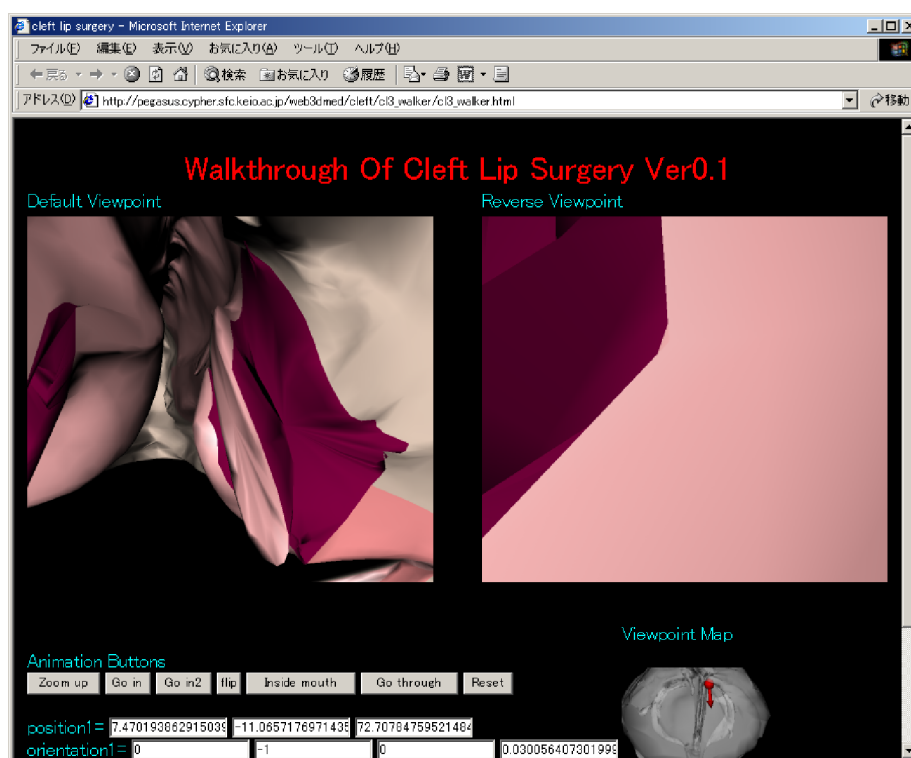 cleft lip surgery - Microsoft Internet Explorer
ファイル(F) 編集(E) 表示(V) お気に入り(A) ツール(T) ヘルプ(H)
戻る 検索 お気に入り 履歴
アドレス(D) http://pegasus.cypher.sfc.keio.ac.jp/web3dmed/cleft/cl3_walker/cl3_walker.html 移動
Walkthrough Of Cleft Lip Surgery Ver0.1
Default Viewpoint Reverse Viewpoint
Viewpoint Map
Animation Buttons
Zoom up Go in Go in2 flip Inside mouth Go through Reset
position1= 7.470193862915039 -11.0657176971435 72.70784759521484
orientation1= 0 -1 0 0.030056407301999